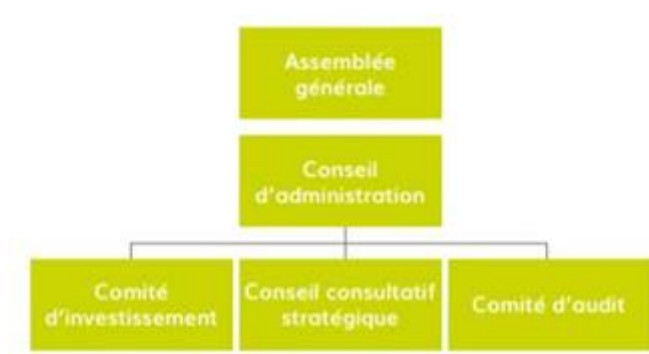 Assemblée
générale
Conseil
d'administration
Comité
d'investissement
Conseil consultatif
stratégique
Comité d'audit